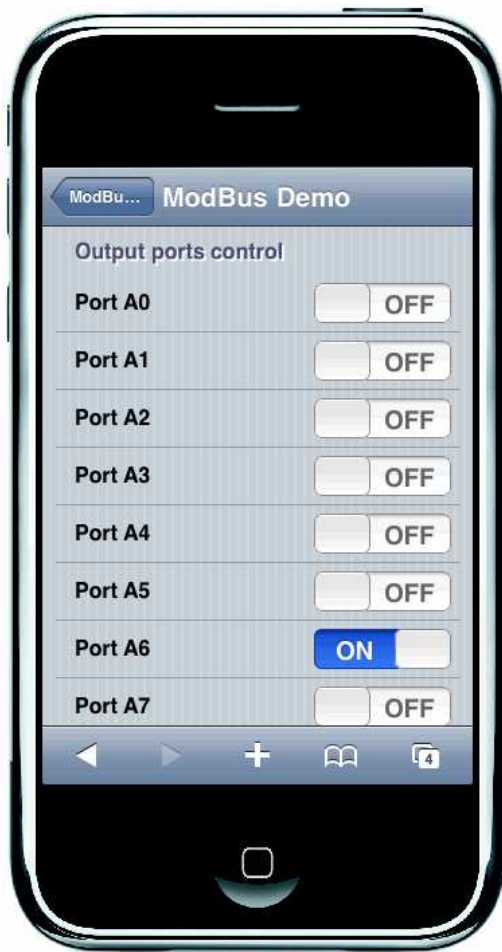 ModBu... ModBus Demo
Output ports control
Port A0 OFF
Port A1 OFF
Port A2 OFF
Port A3 OFF
Port A4 OFF
Port A5 OFF
Port A6 ON
Port A7 OFF
4